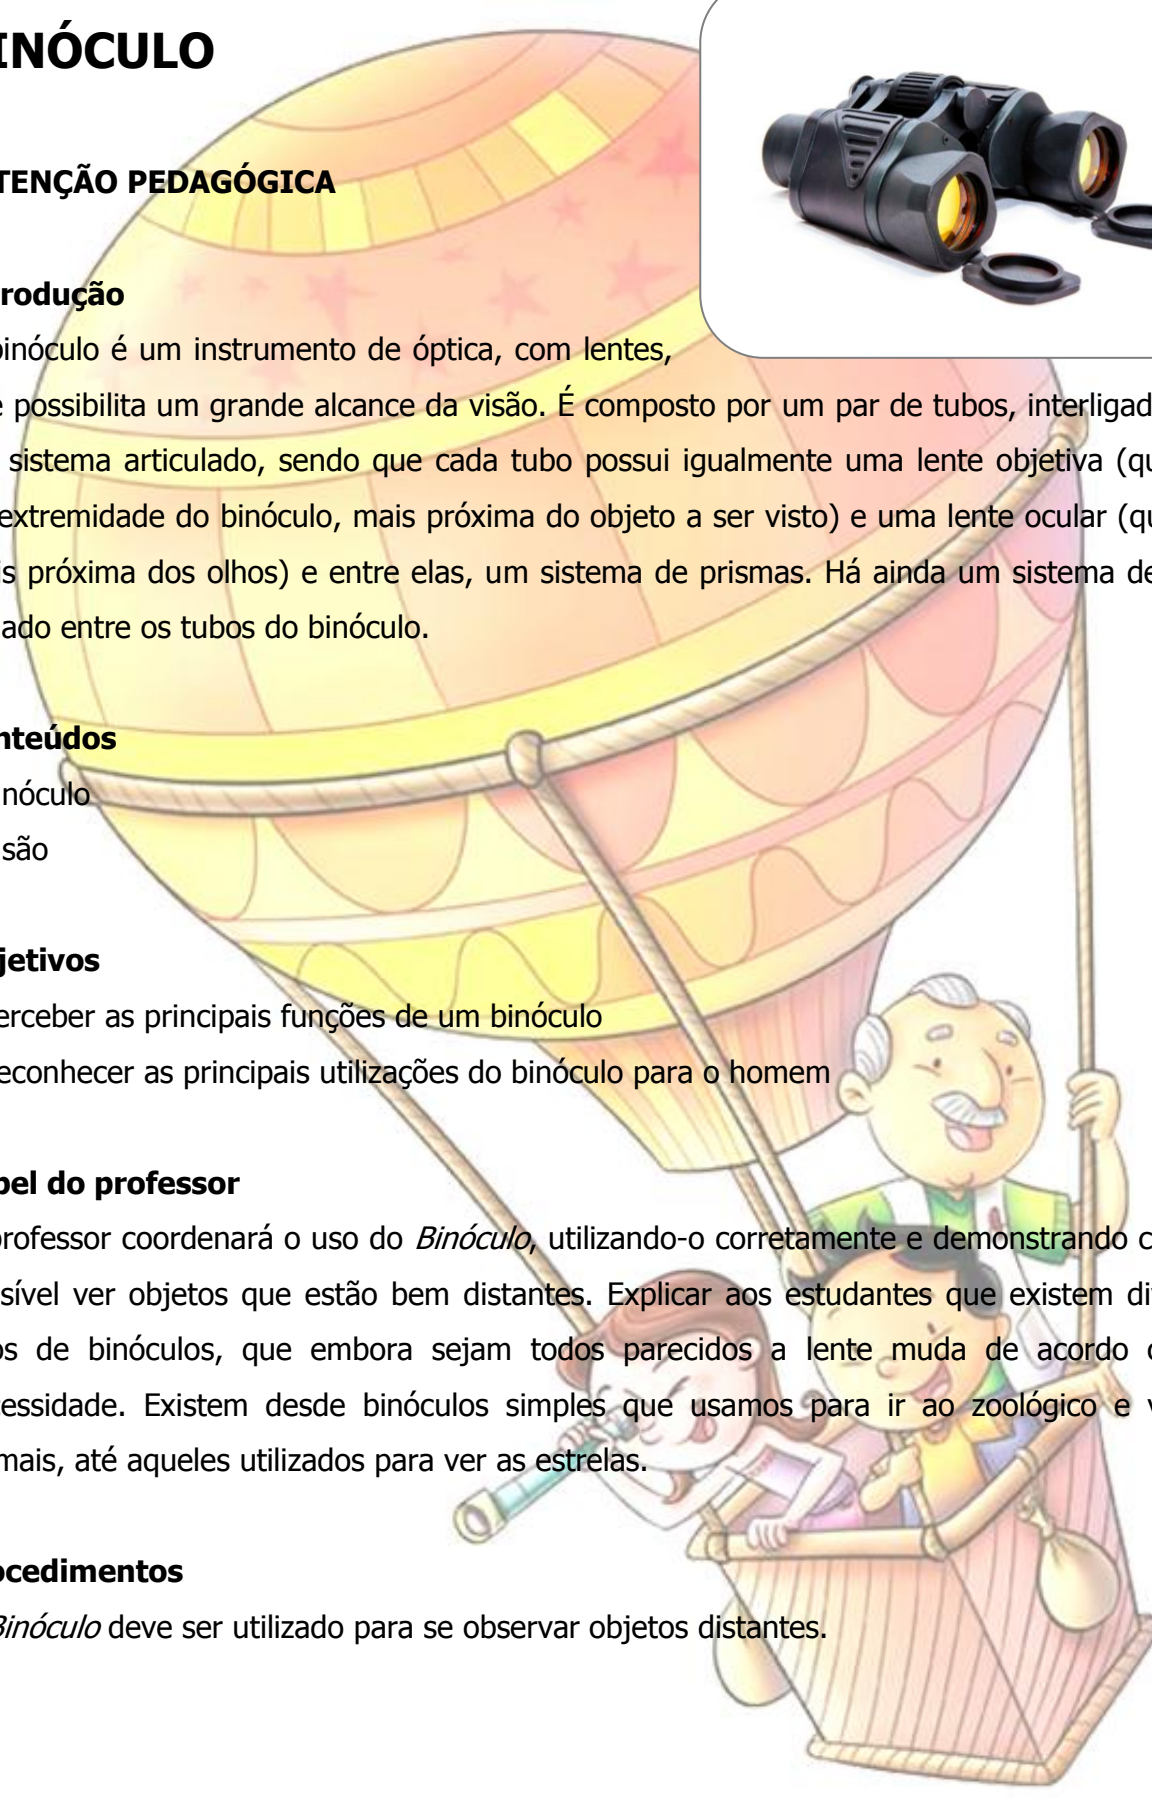 INÓCULO
TENÇÃO PEDAGÓGICA
rodução
binóculo é um instrumento de óptica, com lentes,
e possibilita um grande alcance da visão. É composto por um par de tubos, interligad
sistema articulado, sendo que cada tubo possui igualmente uma lente objetiva (qu
extremidade do binóculo, mais próxima do objeto a ser visto) e uma lente ocular (qu
is próxima dos olhos) e entre elas, um sistema de prismas. Há ainda um sistema de
ado entre os tubos do binóculo.
nteúdos
nóculo
são
jetivos
erceber as principais funções de um binóculo
econhecer as principais utilizações do binóculo para o homem
pel do professor
professor coordenará o uso do Binóculo, utilizando-o corretamente e demonstrando c
sível ver objetos que estão bem distantes. Explicar aos estudantes que existem di
os de binóculos, que embora sejam todos parecidos a lente muda de acordo c
essidade. Existem desde binóculos simples que usamos para ir ao zoológico e v
mais, até aqueles utilizados para ver as estrelas.
ocedimentos
Binóculo deve ser utilizado para se observar objetos distantes.